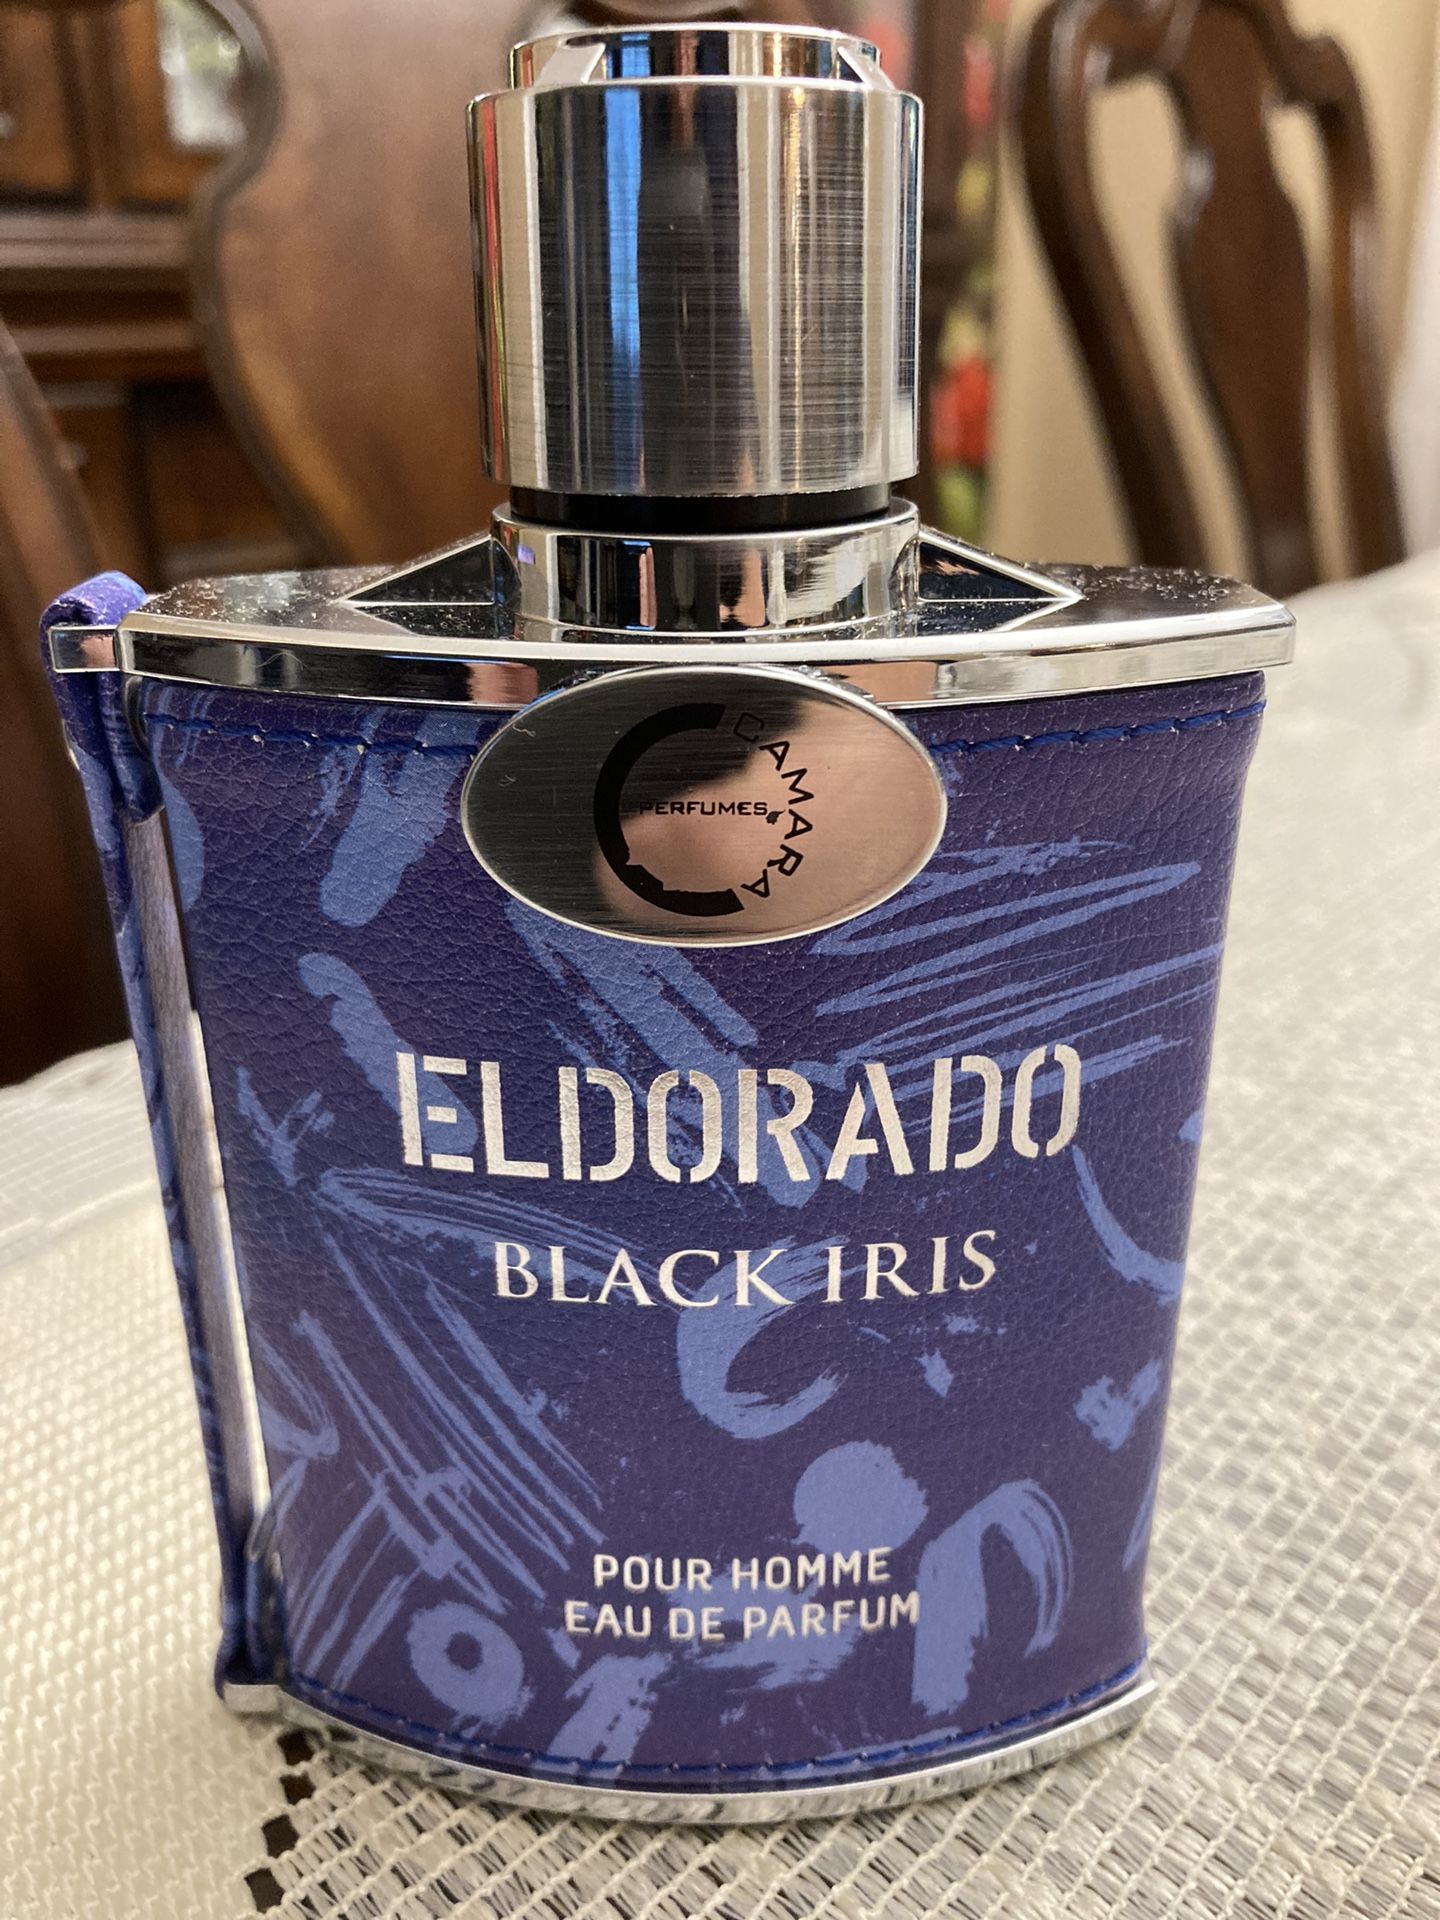 CAMARA
PERFUMES
ELDORADO
BLACK IRIS
POUR HOMME
EAU DE PARFUM